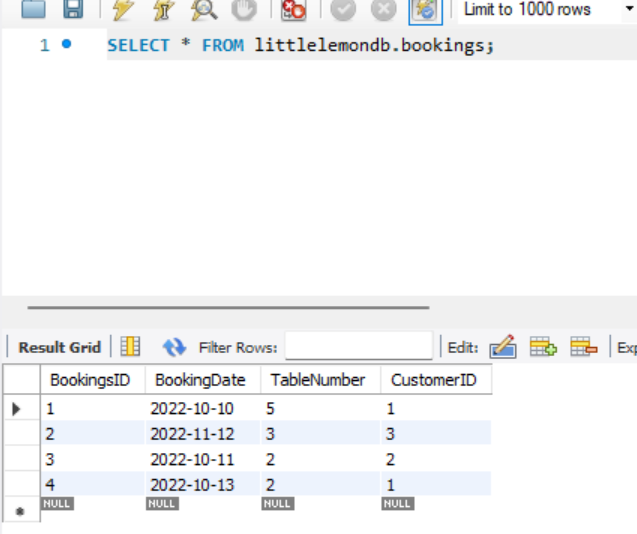 Limit to 1000 rows
1 SELECT * FROM littlelemondb.bookings;
Result Grid Filter Rows: Edit: Exp
BookingsID BookingDate TableNumber CustomerID
1 2022-10-10 5 1
2 2022-11-12 3 3
3 2022-10-11 2 2
4 2022-10-13 2 1
NULL NULL NULL NULL